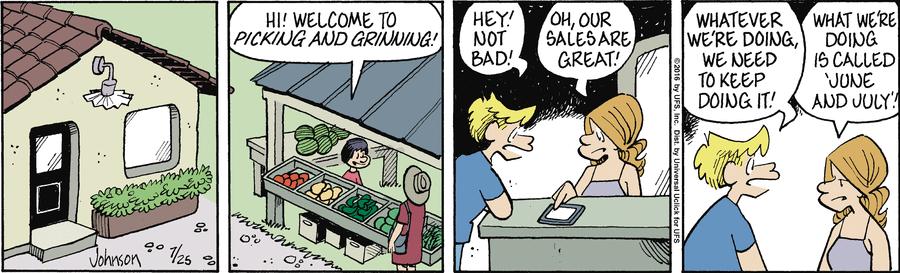 Johnson 7/25
HI! WELCOME TO
PICKING AND GRINNING!
HEY!
NOT
BAD!
OH, OUR
SALES ARE
GREAT!
©2016 by UFS, Inc. Dist. by Universal Uclick for UFS
WHATEVER
WE'RE DOING,
WE NEED
TO KEEP
DOING IT!
WHAT WE'RE
DOING
IS CALLED
'JUNE
AND JULY'!